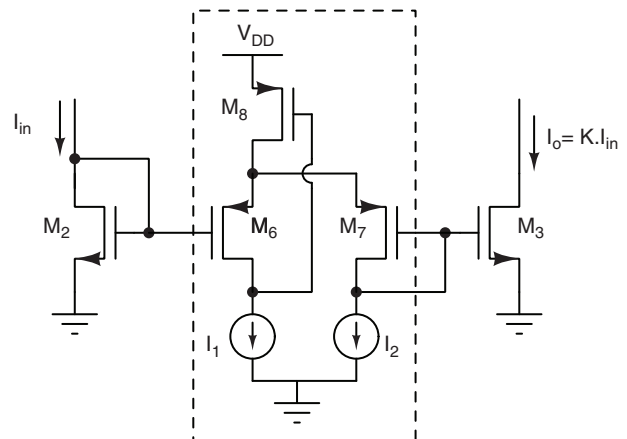 V_DD
M_8
I_in
I_o= K.I_in
M_2
M_6
M_7
M_3
I_1
I_2